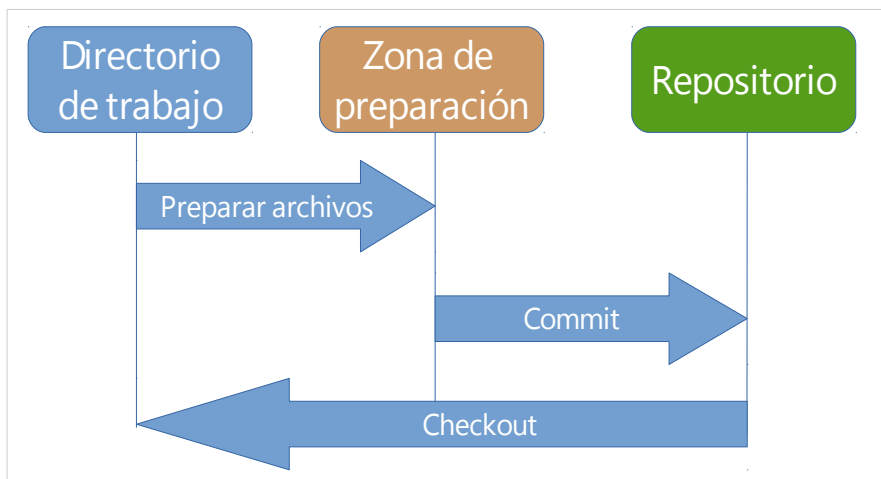 Directorio
de trabajo
Zona de
preparación
Repositorio
Preparar archivos
Commit
Checkout